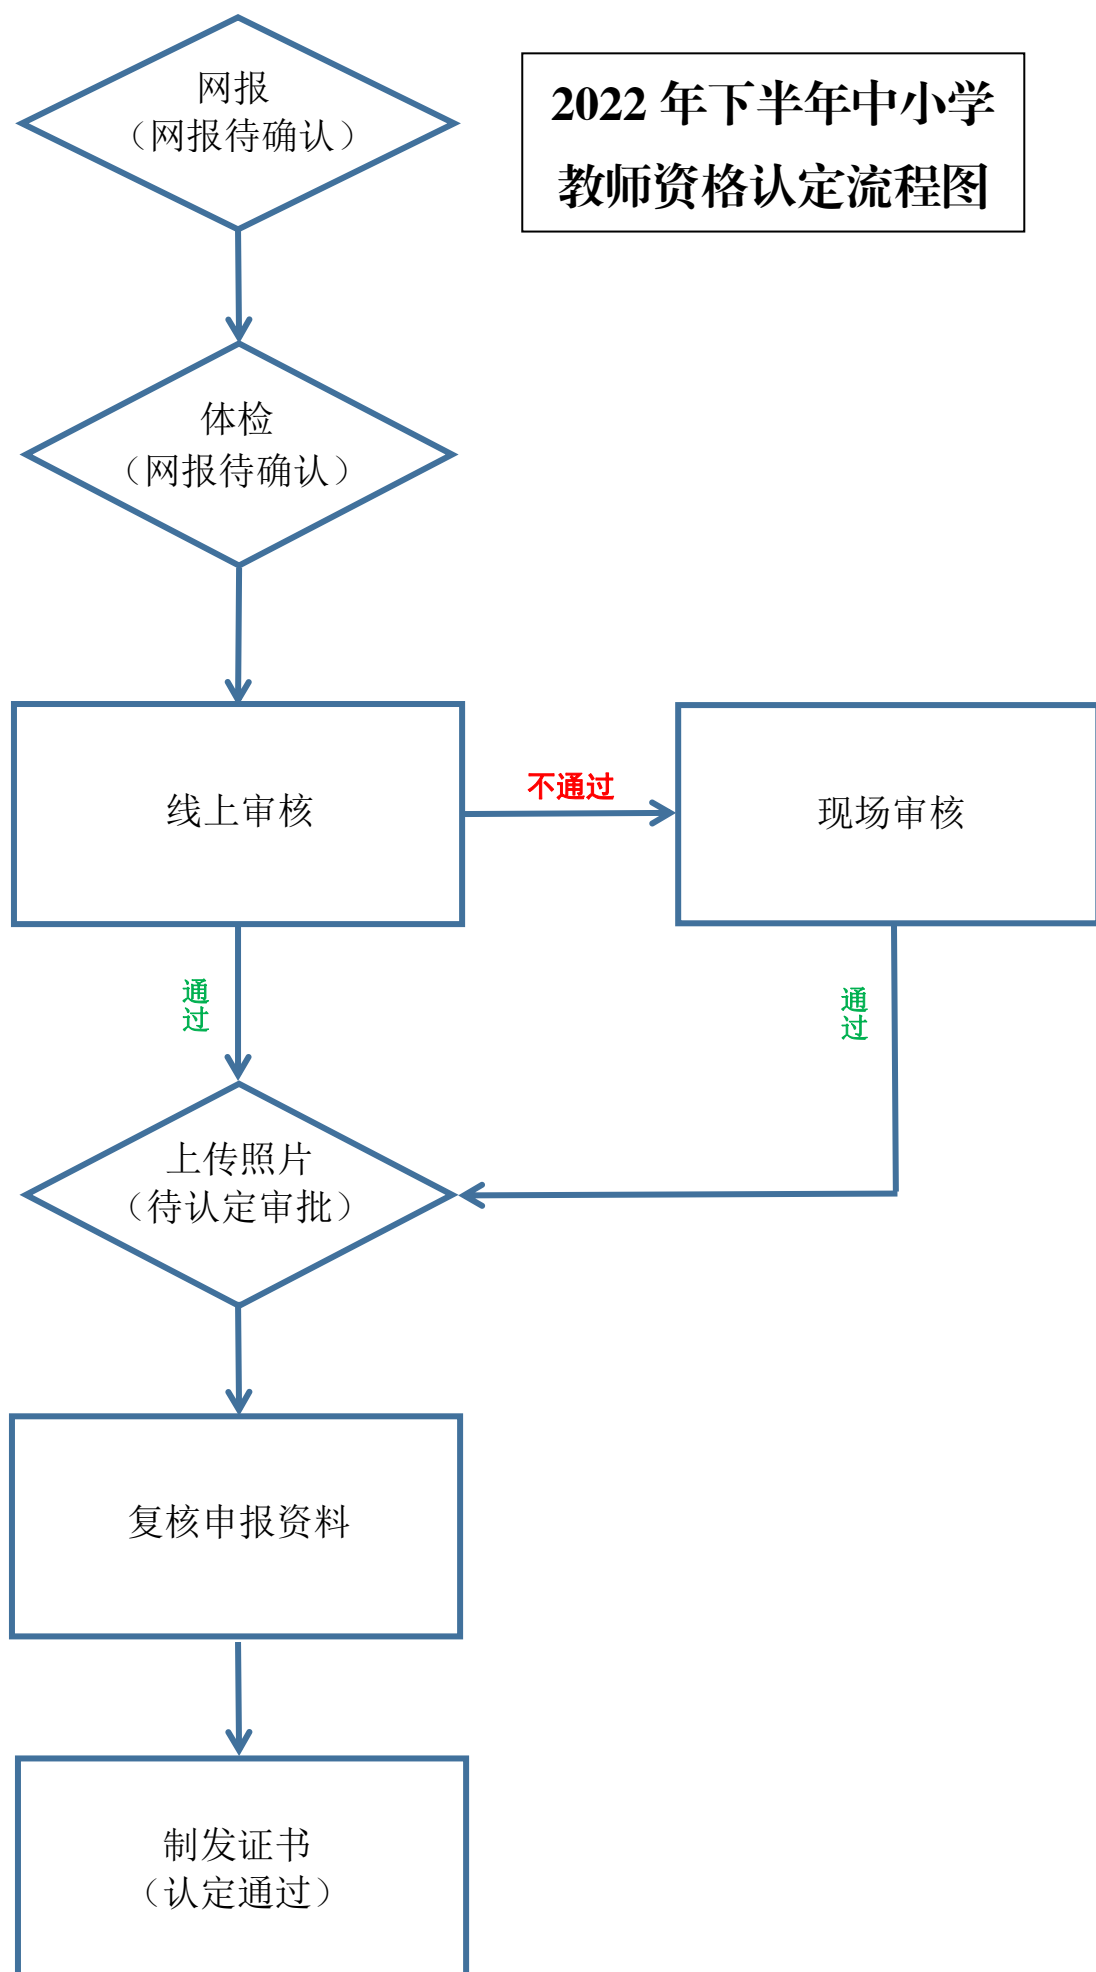 2022 年下半年中小学
教师资格认定流程图
网报
（网报待确认）
体检
（网报待确认）
线上审核
不通过
现场审核
通
过
通
过
上传照片
（待认定审批）
复核申报资料
制发证书
（认定通过）